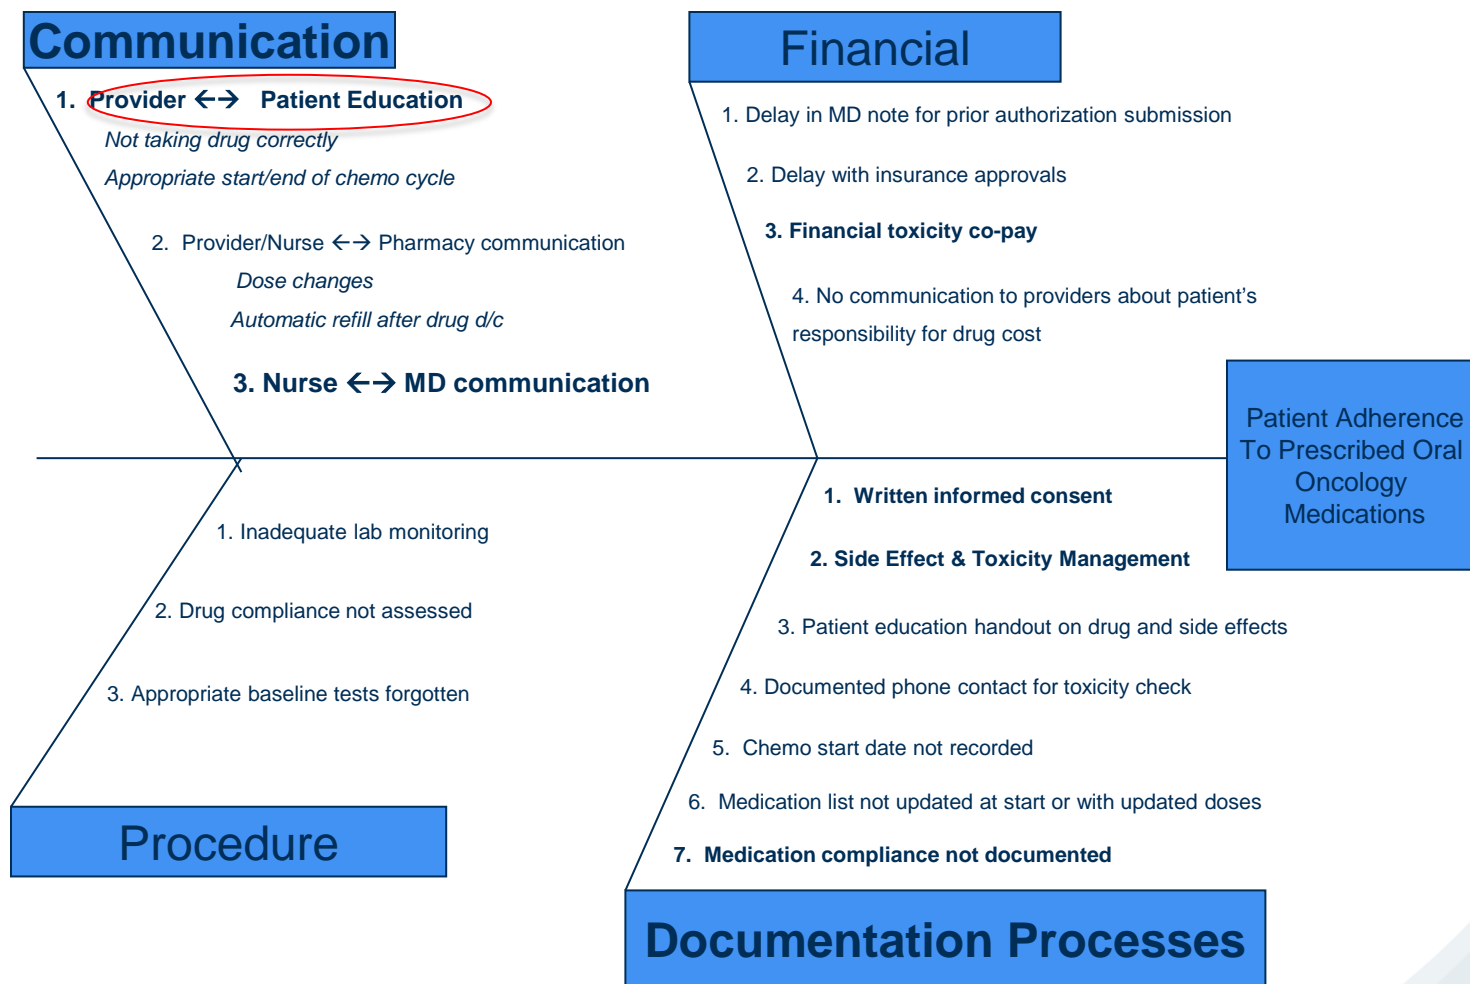 Communication
1. Provider ←→ Patient Education
Not taking drug correctly
Appropriate start/end of chemo cycle
2. Provider/Nurse ←→ Pharmacy communication
Dose changes
Automatic refill after drug d/c
3. Nurse ←→ MD communication
Financial
1. Delay in MD note for prior authorization submission
2. Delay with insurance approvals
3. Financial toxicity co-pay
4. No communication to providers about patient’s
responsibility for drug cost
Patient Adherence
To Prescribed Oral
Oncology
Medications
1. Inadequate lab monitoring
2. Drug compliance not assessed
3. Appropriate baseline tests forgotten
Procedure
1. Written informed consent
2. Side Effect & Toxicity Management
3. Patient education handout on drug and side effects
4. Documented phone contact for toxicity check
5. Chemo start date not recorded
6. Medication list not updated at start or with updated doses
7. Medication compliance not documented
Documentation Processes